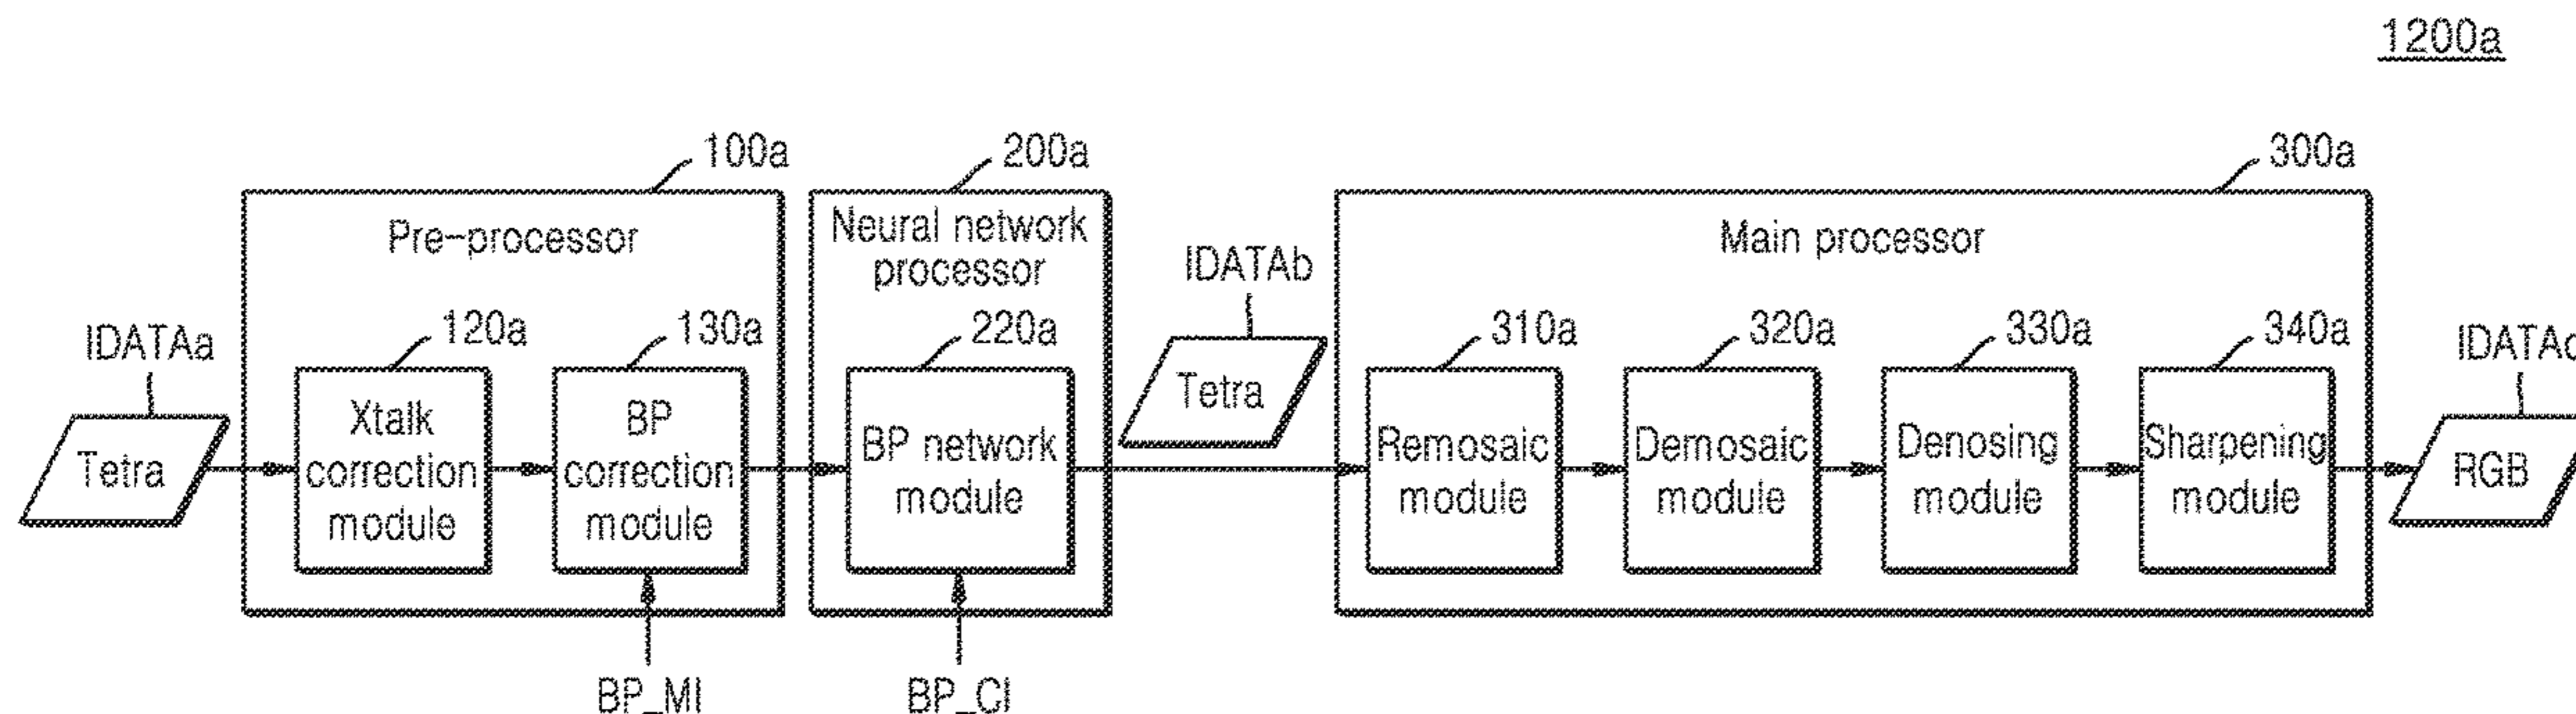 1200a
100a
200a
300a
Pre-processor
Neural network
processor
Main processor
IDATAa
IDATAb
120a
130a
220a
310a
320a
330a
340a
Tetra
Xtalk
correction
module
BP
correction
module
BP network
module
Tetra
Remosaic
module
Demosaic
module
Denosing
module
Sharpening
module
RGB
BP_MI
BP_CI